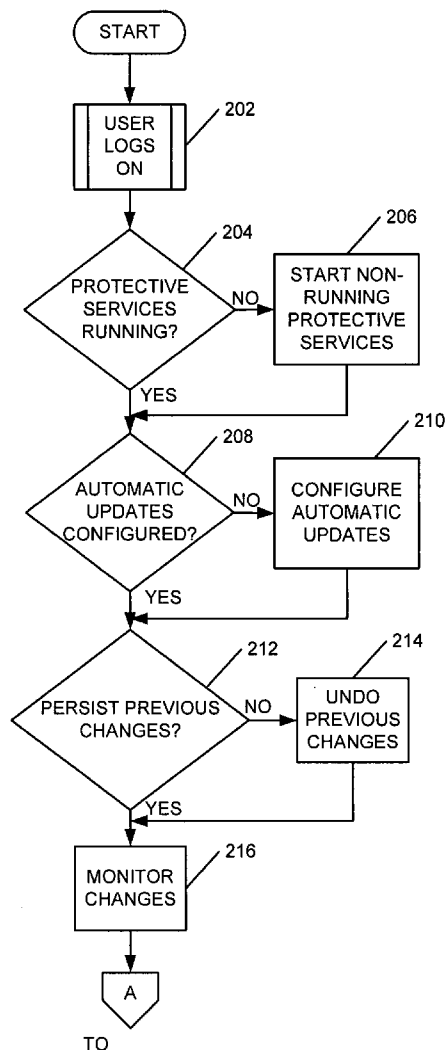 START
202
USER
LOGS
ON
204
206
PROTECTIVE
SERVICES
RUNNING?
NO
START NON-
RUNNING
PROTECTIVE
SERVICES
YES
208
210
AUTOMATIC
UPDATES
CONFIGURED?
NO
CONFIGURE
AUTOMATIC
UPDATES
YES
212
214
PERSIST PREVIOUS
CHANGES?
NO
UNDO
PREVIOUS
CHANGES
YES
216
MONITOR
CHANGES
A
TO